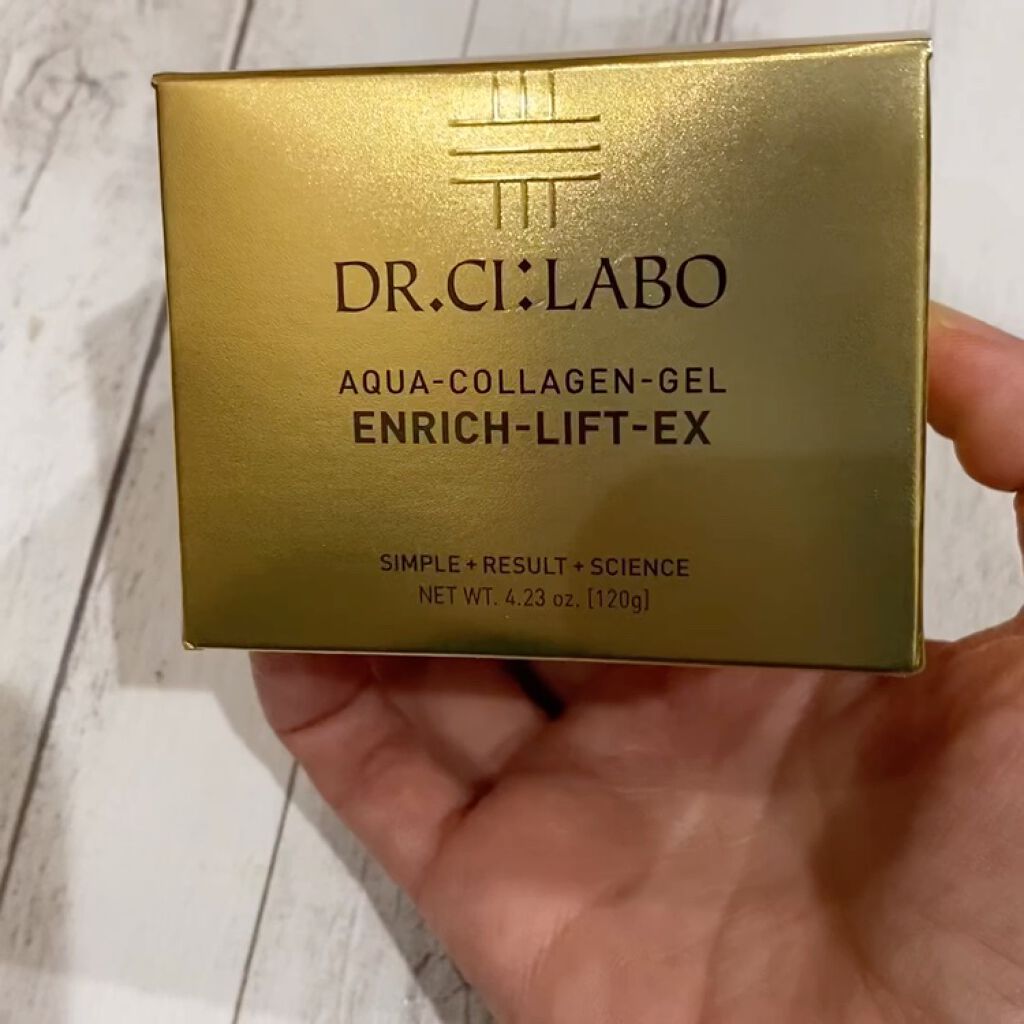 DR.CI:LABO
AQUA-COLLAGEN-GEL
ENRICH-LIFT-EX
SIMPLE + RESULT + SCIENCE
NET WT. 4.23 oz. [120g]